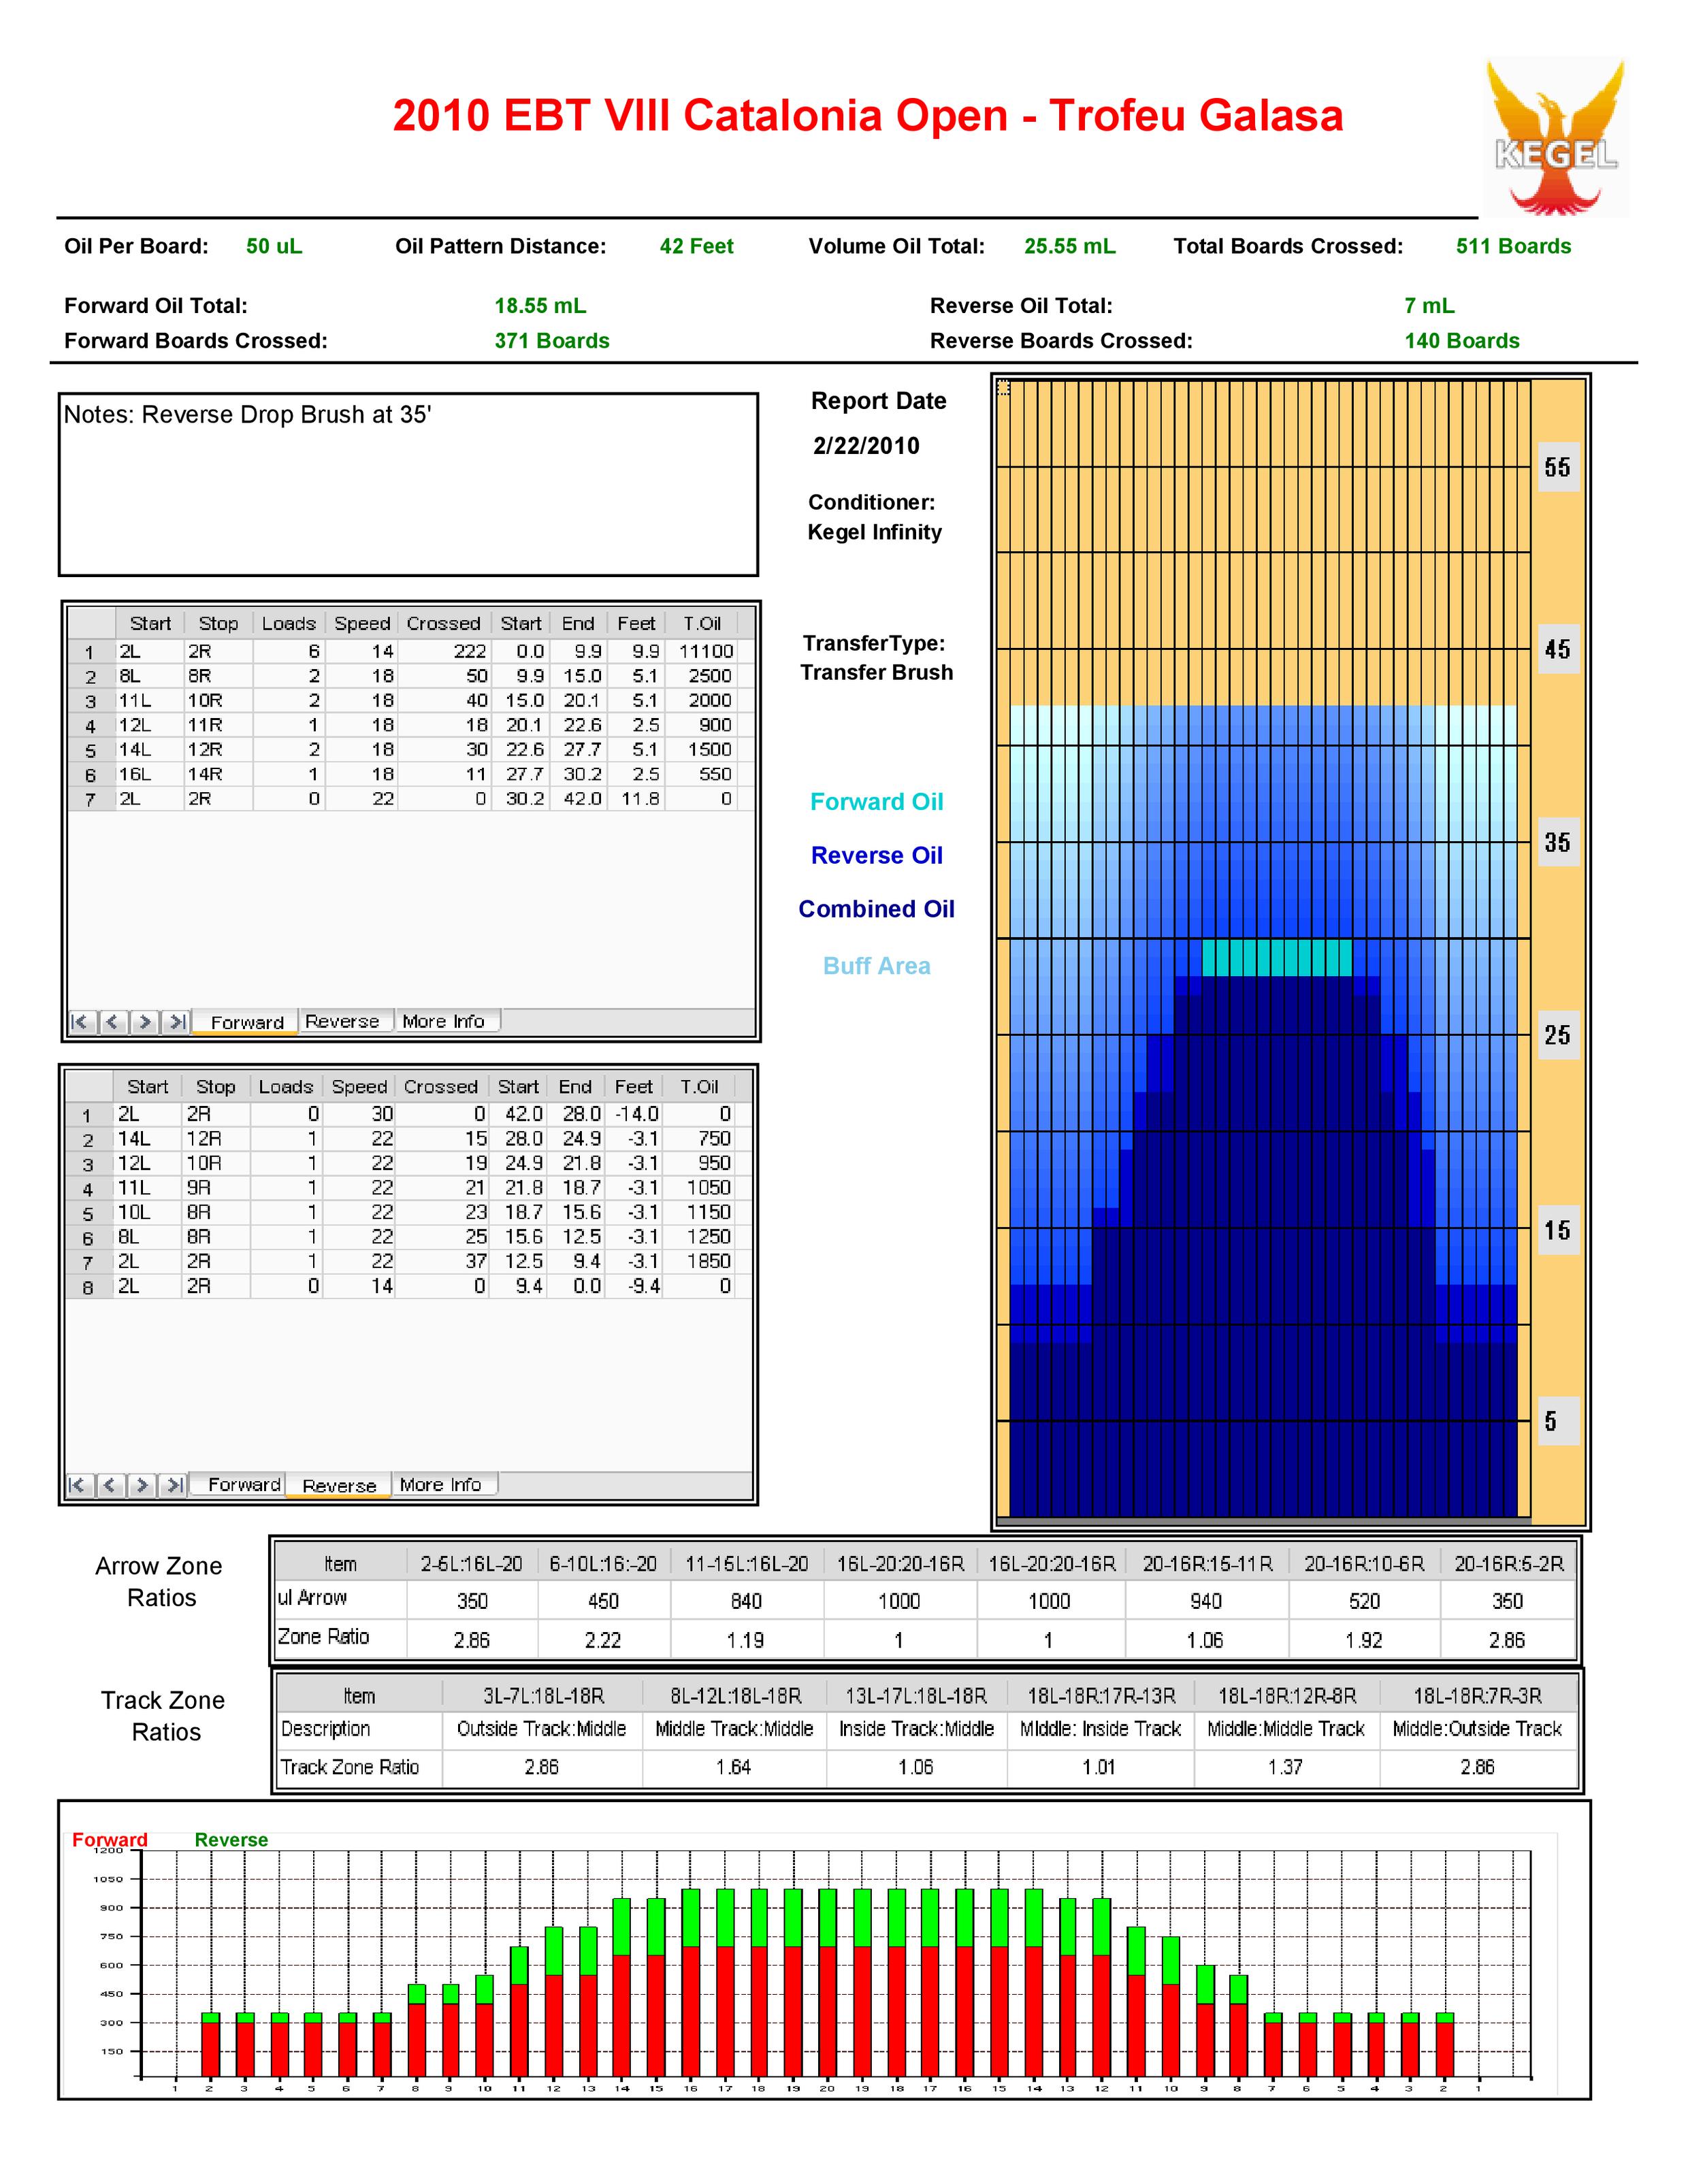 2010 EBT VIII Catalonia Open - Trofeu Galasa
KEGEL
Oil Per Board: 50 uL Oil Pattern Distance: 42 Feet Volume Oil Total: 25.55 mL Total Boards Crossed: 511 Boards
Forward Oil Total: 18.55 mL Reverse Oil Total: 7 mL
Forward Boards Crossed: 371 Boards Reverse Boards Crossed: 140 Boards
Notes: Reverse Drop Brush at 35'
Report Date
2/22/2010
Conditioner:
Kegel Infinity
TransferType:
Transfer Brush
Forward Oil
Reverse Oil
Combined Oil
Buff Area
Start Stop Loads Speed Crossed Start End Feet T.Oil
1 2L 2R 6 14 222 0.0 9.9 9.9 11100
2 8L 8R 2 18 50 9.9 15.0 5.1 2500
3 11L 10R 2 18 40 15.0 20.1 5.1 2000
4 12L 11R 1 18 18 20.1 22.6 2.5 900
5 14L 12R 2 18 30 22.6 27.7 5.1 1500
6 16L 14R 1 18 11 27.7 30.2 2.5 550
7 2L 2R 0 22 0 30.2 42.0 11.8 0
Forward Reverse More Info
Start Stop Loads Speed Crossed Start End Feet T.Oil
1 2L 2R 0 30 0 42.0 28.0 -14.0 0
2 14L 12R 1 22 15 28.0 24.9 -3.1 750
3 12L 10R 1 22 19 24.9 21.8 -3.1 950
4 11L 9R 1 22 21 21.8 18.7 -3.1 1050
5 10L 8R 1 22 23 18.7 15.6 -3.1 1150
6 8L 8R 1 22 25 15.6 12.5 -3.1 1250
7 2L 2R 1 22 37 12.5 9.4 -3.1 1850
8 2L 2R 0 14 0 9.4 0.0 -9.4 0
Forward Reverse More Info
55
45
35
25
15
5
Arrow Zone
Ratios
Item 2-5L:16L-20 6-10L:16:-20 11-15L:16L-20 16L-20:20-16R 16L-20:20-16R 20-16R:15-11R 20-16R:10-6R 20-16R:5-2R
ul Arrow 350 450 840 1000 1000 940 520 350
Zone Ratio 2.86 2.22 1.19 1 1 1.06 1.92 2.86
Track Zone
Ratios
Item 3L-7L:18L-18R 8L-12L:18L-18R 13L-17L:18L-18R 18L-18R:17R-13R 18L-18R:12R-8R 18L-18R:7R-3R
Description Outside Track:Middle Middle Track:Middle Inside Track:Middle MIddle: Inside Track Middle:Middle Track Middle:Outside Track
Track Zone Ratio 2.86 1.64 1.06 1.01 1.37 2.86
Forward Reverse
1200
1050
900
750
600
450
300
150
1 2 3 4 5 6 7 8 9 10 11 12 13 14 15 16 17 18 19 20 19 18 17 16 15 14 13 12 11 10 9 8 7 6 5 4 3 2 1